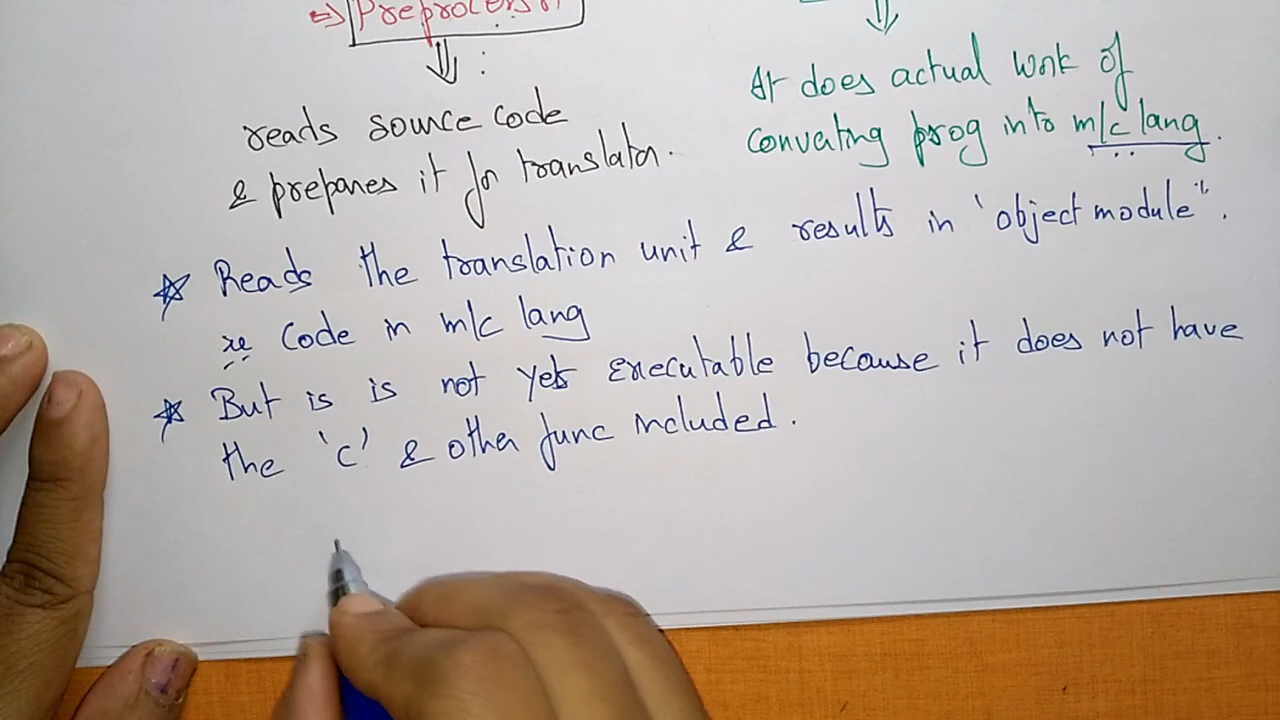 ⇒ Preprocessor
reads source code
& prepares it for translator.
It does actual work of
converting prog into m/c lang.
☆ Reads the translation unit & results in 'object module".
ie code in m/c lang
☆ But is is not yet executable because it does not have
the 'c' & other func included.